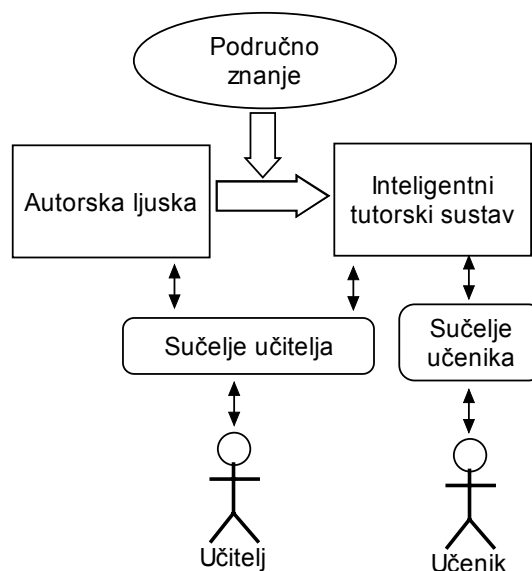 Područno
znanje
Autorska ljuska
Inteligentni
tutorski sustav
Sučelje učitelja
Sučelje
učenika
Učitelj
Učenik